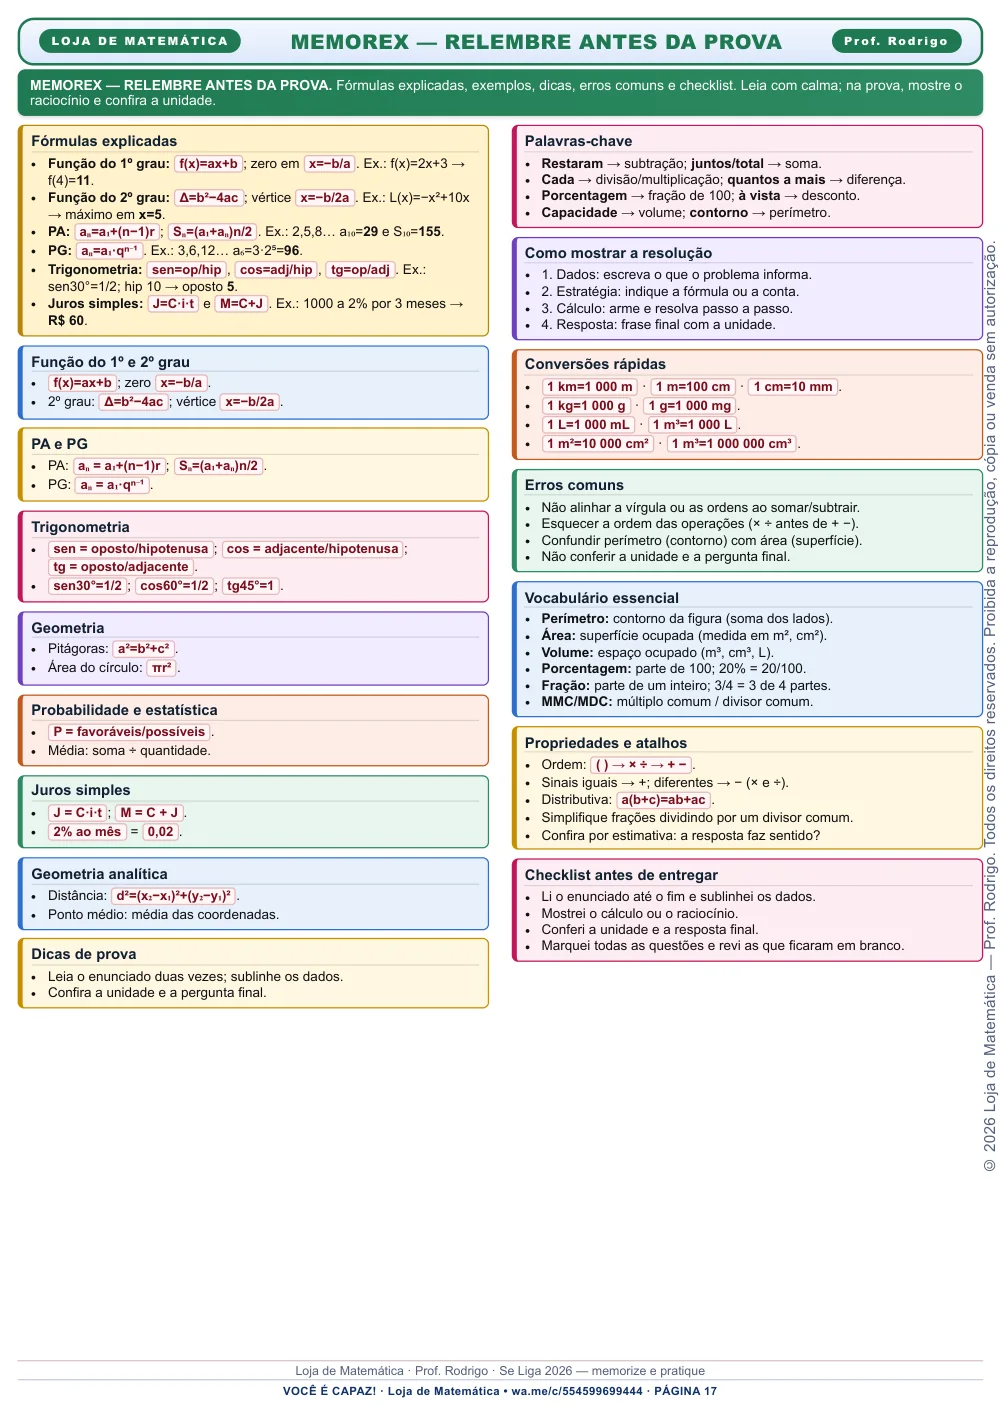 LOJA DE MATEMÁTICA
MEMOREX — RELEMBRE ANTES DA PROVA
Prof. Rodrigo
MEMOREX — RELEMBRE ANTES DA PROVA. Fórmulas explicadas, exemplos, dicas, erros comuns e checklist. Leia com calma; na prova, mostre o
raciocínio e confira a unidade.
Fórmulas explicadas
• Função do 1º grau: f(x)=ax+b; zero em x=−b/a. Ex.: f(x)=2x+3 →
f(4)=11.
• Função do 2º grau: Δ=b²−4ac; vértice x=−b/2a. Ex.: L(x)=−x²+10x
→ máximo em x=5.
• PA: aₙ=a₁+(n−1)r; Sₙ=(a₁+aₙ)n/2. Ex.: 2,5,8… a₁₀=29 e S₁₀=155.
• PG: aₙ=a₁·qⁿ⁻¹. Ex.: 3,6,12… a₆=3·2⁵=96.
• Trigonometria: sen=op/hip, cos=adj/hip, tg=op/adj. Ex.:
sen30°=1/2; hip 10 → oposto 5.
• Juros simples: J=C·i·t e M=C+J. Ex.: 1000 a 2% por 3 meses →
R$ 60.
Função do 1º e 2º grau
• f(x)=ax+b; zero x=−b/a.
• 2º grau: Δ=b²−4ac; vértice x=−b/2a.
PA e PG
• PA: aₙ = a₁+(n−1)r; Sₙ=(a₁+aₙ)n/2.
• PG: aₙ = a₁·qⁿ⁻¹.
Trigonometria
• sen = oposto/hipotenusa; cos = adjacente/hipotenusa;
tg = oposto/adjacente.
• sen30°=1/2; cos60°=1/2; tg45°=1.
Geometria
• Pitágoras: a²=b²+c².
• Área do círculo: πr².
Probabilidade e estatística
• P = favoráveis/possíveis.
• Média: soma ÷ quantidade.
Juros simples
• J = C·i·t; M = C + J.
• 2% ao mês = 0,02.
Geometria analítica
• Distância: d²=(x₂−x₁)²+(y₂−y₁)².
• Ponto médio: média das coordenadas.
Dicas de prova
• Leia o enunciado duas vezes; sublinhe os dados.
• Confira a unidade e a pergunta final.
Palavras-chave
• Restaram → subtração; juntos/total → soma.
• Cada → divisão/multiplicação; quantos a mais → diferença.
• Porcentagem → fração de 100; à vista → desconto.
• Capacidade → volume; contorno → perímetro.
Como mostrar a resolução
• 1. Dados: escreva o que o problema informa.
• 2. Estratégia: indique a fórmula ou a conta.
• 3. Cálculo: arme e resolva passo a passo.
• 4. Resposta: frase final com a unidade.
Conversões rápidas
• 1 km=1 000 m · 1 m=100 cm · 1 cm=10 mm.
• 1 kg=1 000 g · 1 g=1 000 mg.
• 1 L=1 000 mL · 1 m³=1 000 L.
• 1 m²=10 000 cm² · 1 m³=1 000 000 cm³.
Erros comuns
• Não alinhar a vírgula ou as ordens ao somar/subtrair.
• Esquecer a ordem das operações (× ÷ antes de + −).
• Confundir perímetro (contorno) com área (superfície).
• Não conferir a unidade e a pergunta final.
Vocabulário essencial
• Perímetro: contorno da figura (soma dos lados).
• Área: superfície ocupada (medida em m², cm²).
• Volume: espaço ocupado (m³, cm³, L).
• Porcentagem: parte de 100; 20% = 20/100.
• Fração: parte de um inteiro; 3/4 = 3 de 4 partes.
• MMC/MDC: múltiplo comum / divisor comum.
Propriedades e atalhos
• Ordem: ( ) → × ÷ → + −.
• Sinais iguais → +; diferentes → − (× e ÷).
• Distributiva: a(b+c)=ab+ac.
• Simplifique frações dividindo por um divisor comum.
• Confira por estimativa: a resposta faz sentido?
Checklist antes de entregar
• Li o enunciado até o fim e sublinhei os dados.
• Mostrei o cálculo ou o raciocínio.
• Conferi a unidade e a resposta final.
• Marquei todas as questões e revi as que ficaram em branco.
© 2026 Loja de Matemática — Prof. Rodrigo. Todos os direitos reservados. Proibida a reprodução, cópia ou venda sem autorização.
Loja de Matemática · Prof. Rodrigo · Se Liga 2026 — memorize e pratique
VOCÊ É CAPAZ! · Loja de Matemática • wa.me/c/554599699444 · PÁGINA 17